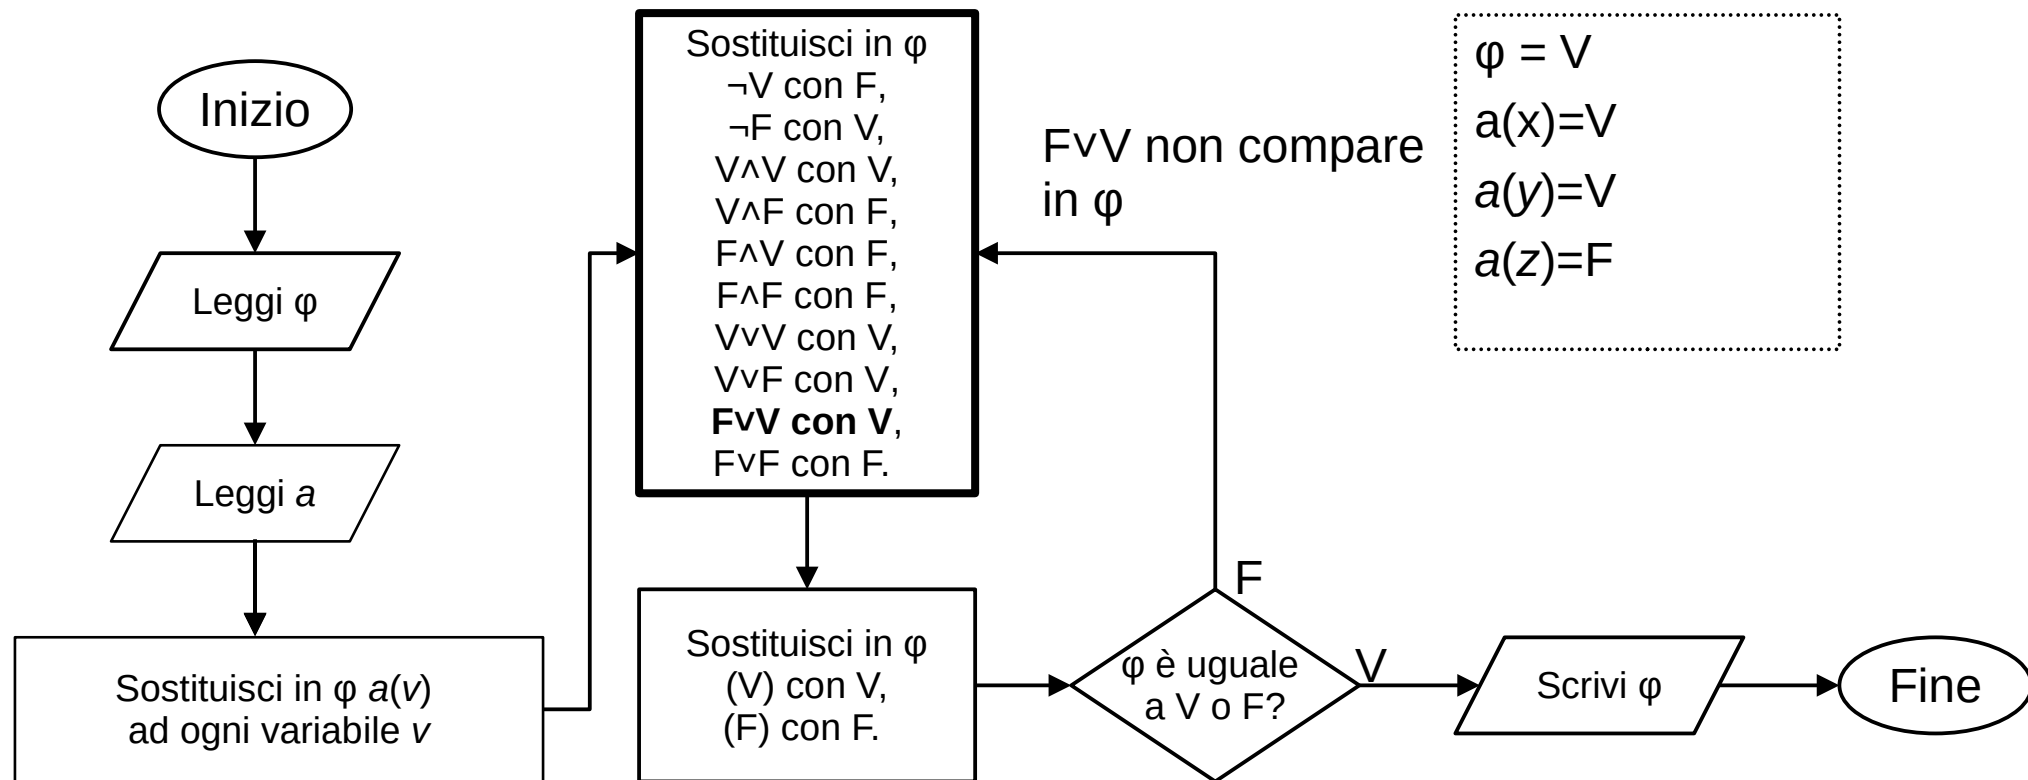 Inizio
Leggi φ
Leggi a
Sostituisci in φ a(v)
ad ogni variabile v
Sostituisci in φ
¬V con F,
¬F con V,
V∧V con V,
V∧F con F,
F∧V con F,
F∧F con F,
V∨V con V,
V∨F con V,
F∨V con V,
F∨F con F.
Sostituisci in φ
(V) con V,
(F) con F.
F∨V non compare
in φ
F
φ è uguale
a V o F?
V
Scrivi φ
Fine
φ = V
a(x)=V
a(y)=V
a(z)=F